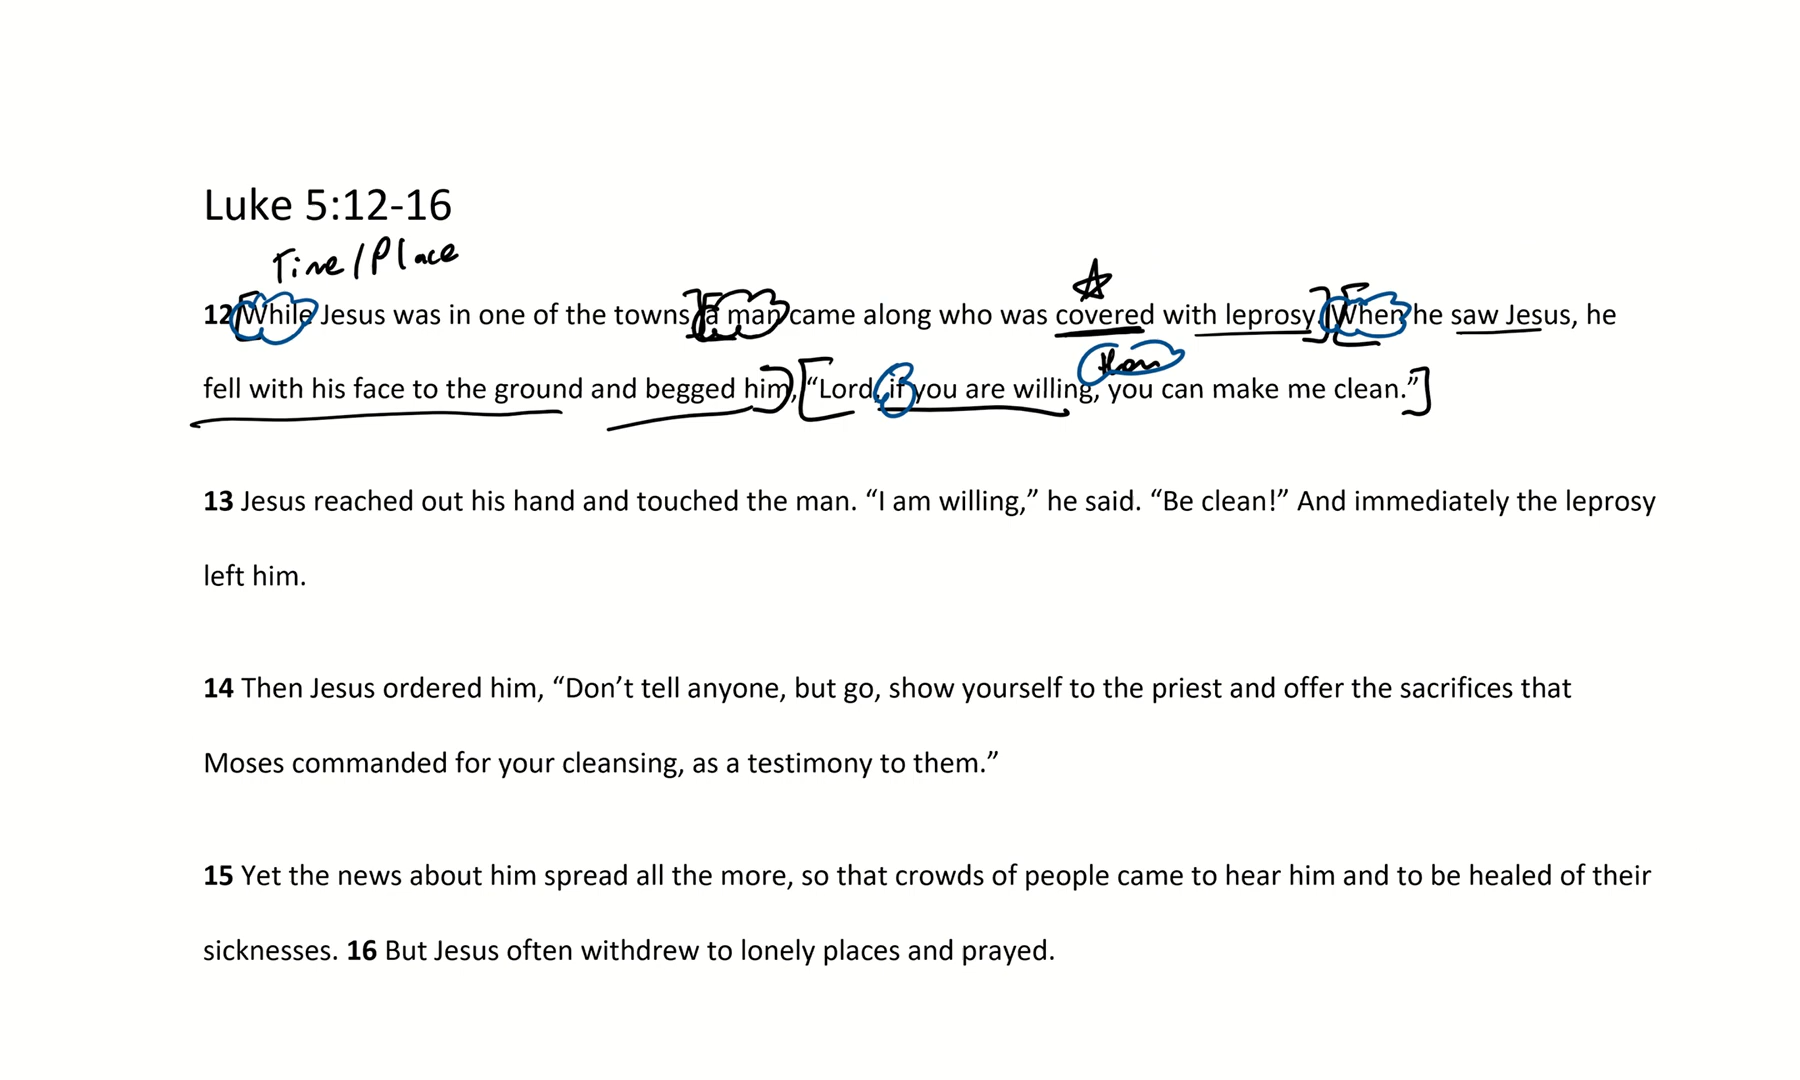 Luke 5:12-16
Time/Place
12 While Jesus was in one of the towns, a man came along who was covered with leprosy. When he saw Jesus, he
then
fell with his face to the ground and begged him, “Lord, if you are willing, you can make me clean.”
13 Jesus reached out his hand and touched the man. “I am willing,” he said. “Be clean!” And immediately the leprosy
left him.
14 Then Jesus ordered him, “Don’t tell anyone, but go, show yourself to the priest and offer the sacrifices that
Moses commanded for your cleansing, as a testimony to them.”
15 Yet the news about him spread all the more, so that crowds of people came to hear him and to be healed of their
sicknesses. 16 But Jesus often withdrew to lonely places and prayed.